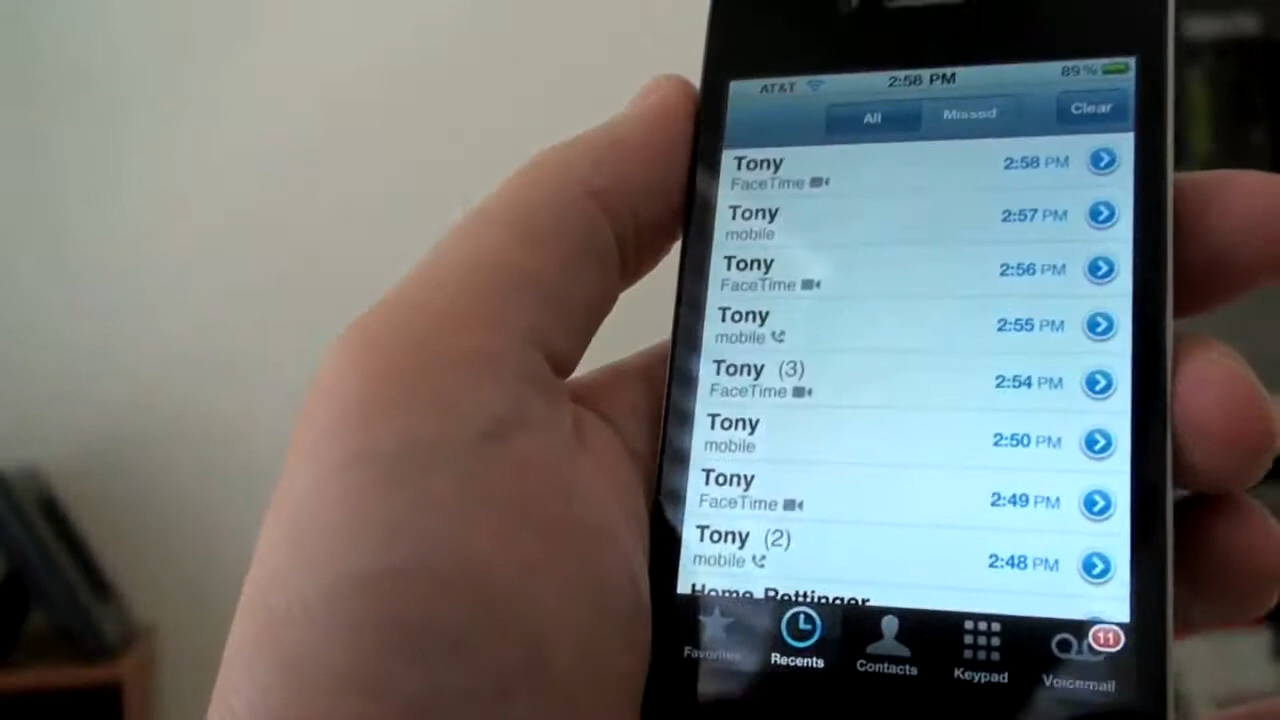 AT&T 2:58 PM 89%
All Missed Clear
Tony
FaceTime 2:58 PM
Tony
mobile 2:57 PM
Tony
FaceTime 2:56 PM
Tony
mobile 2:55 PM
Tony (3)
FaceTime 2:54 PM
Tony
mobile 2:50 PM
Tony
FaceTime 2:49 PM
Tony (2)
mobile 2:48 PM
Home Rettinger
11
Favorites Recents Contacts Keypad Voicemail